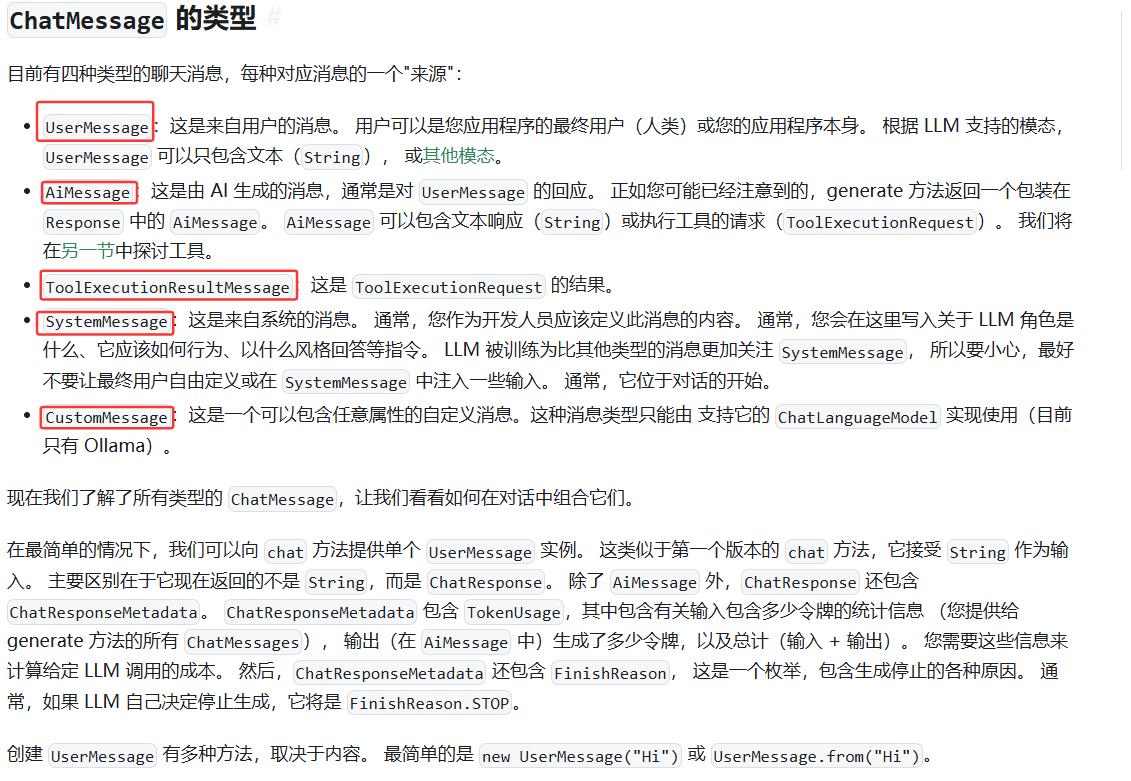 ChatMessage 的类型 #
目前有四种类型的聊天消息，每种对应消息的一个"来源"：
UserMessage：这是来自用户的消息。 用户可以是您应用程序的最终用户（人类）或您的应用程序本身。 根据 LLM 支持的模态，
UserMessage 可以只包含文本（String）， 或其他模态。
AiMessage：这是由 AI 生成的消息，通常是对 UserMessage 的回应。 正如您可能已经注意到的，generate 方法返回一个包装在
Response 中的 AiMessage。 AiMessage 可以包含文本响应（String）或执行工具的请求（ToolExecutionRequest）。 我们将
在另一节中探讨工具。
ToolExecutionResultMessage：这是 ToolExecutionRequest 的结果。
SystemMessage：这是来自系统的消息。 通常，您作为开发人员应该定义此消息的内容。 通常，您会在这里写入关于 LLM 角色是
什么、它应该如何行为、以什么风格回答等指令。 LLM 被训练为比其他类型的消息更加关注 SystemMessage， 所以要小心，最好
不要让最终用户自由定义或在 SystemMessage 中注入一些输入。 通常，它位于对话的开始。
CustomMessage：这是一个可以包含任意属性的自定义消息。这种消息类型只能由 支持它的 ChatLanguageModel 实现使用（目前
只有 Ollama）。
现在我们了解了所有类型的 ChatMessage，让我们看看如何在对话中组合它们。
在最简单的情况下，我们可以向 chat 方法提供单个 UserMessage 实例。 这类似于第一个版本的 chat 方法，它接受 String 作为输
入。 主要区别在于它现在返回的不是 String，而是 ChatResponse。 除了 AiMessage 外，ChatResponse 还包含
ChatResponseMetadata。 ChatResponseMetadata 包含 TokenUsage，其中包含有关输入包含多少令牌的统计信息 （您提供给
generate 方法的所有 ChatMessages）， 输出（在 AiMessage 中）生成了多少令牌，以及总计（输入 + 输出）。 您需要这些信息来
计算给定 LLM 调用的成本。 然后，ChatResponseMetadata 还包含 FinishReason， 这是一个枚举，包含生成停止的各种原因。 通
常，如果 LLM 自己决定停止生成，它将是 FinishReason.STOP。
创建 UserMessage 有多种方法，取决于内容。 最简单的是 new UserMessage("Hi") 或 UserMessage.from("Hi")。